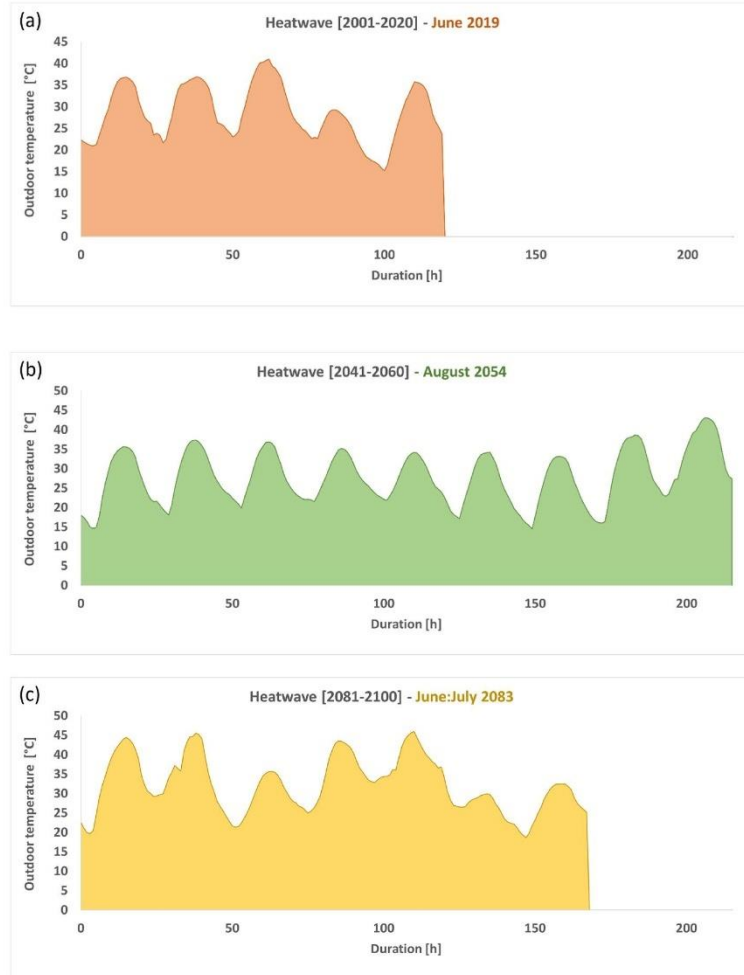 (a)
Heatwave [2001-2020] - June 2019
Outdoor temperature [°C]
45
40
35
30
25
20
15
10
5
0
0 50 100 150 200
Duration [h]
(b)
Heatwave [2041-2060] - August 2054
Outdoor temperature [°C]
50
45
40
35
30
25
20
15
10
5
0
0 50 100 150 200
Duration [h]
(c)
Heatwave [2081-2100] - June:July 2083
Outdoor temperature [°C]
50
45
40
35
30
25
20
15
10
5
0
0 50 100 150 200
Duration [h]